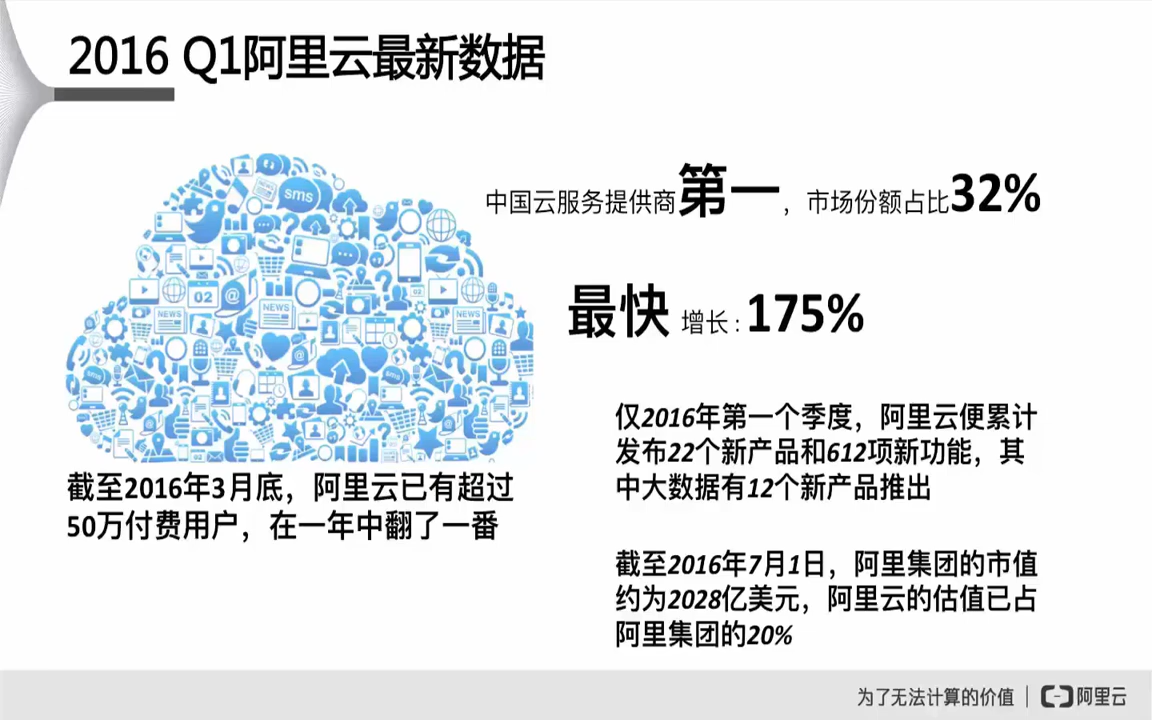 2016 Q1阿里云最新数据
中国云服务提供商第一，市场份额占比32%
最快 增长：175%
sms
02
@
NEWS
NEWS
NEWS
仅2016年第一个季度，阿里云便累计
发布22个新产品和612项新功能，其
中大数据有12个新产品推出
截至2016年3月底，阿里云已有超过
50万付费用户，在一年中翻了一番
截至2016年7月1日，阿里集团的市值
约为2028亿美元，阿里云的估值已占
阿里集团的20%
为了无法计算的价值 | 阿里云